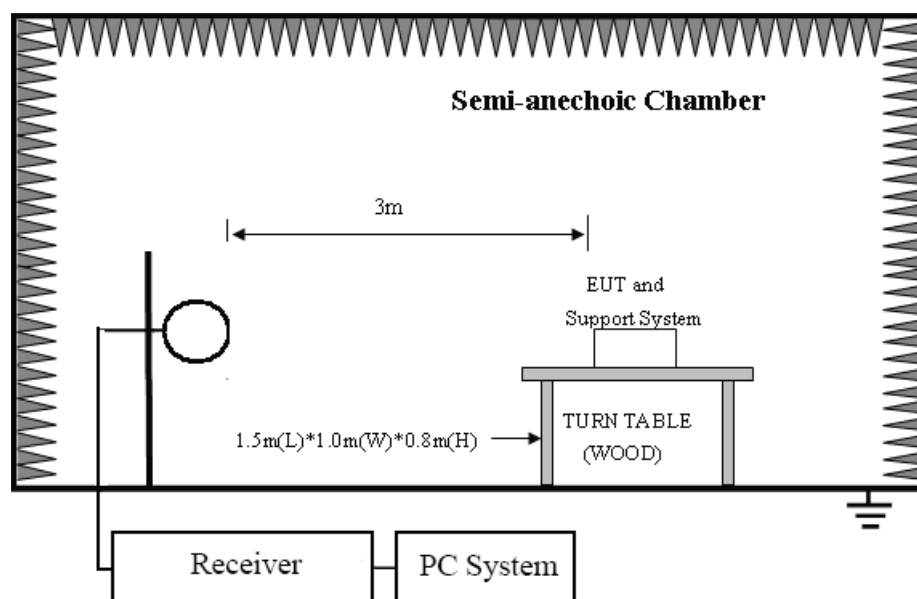 Semi-anechoic Chamber
3m
EUT and
Support System
1.5m(L)*1.0m(W)*0.8m(H)
TURN TABLE
(WOOD)
Receiver
PC System